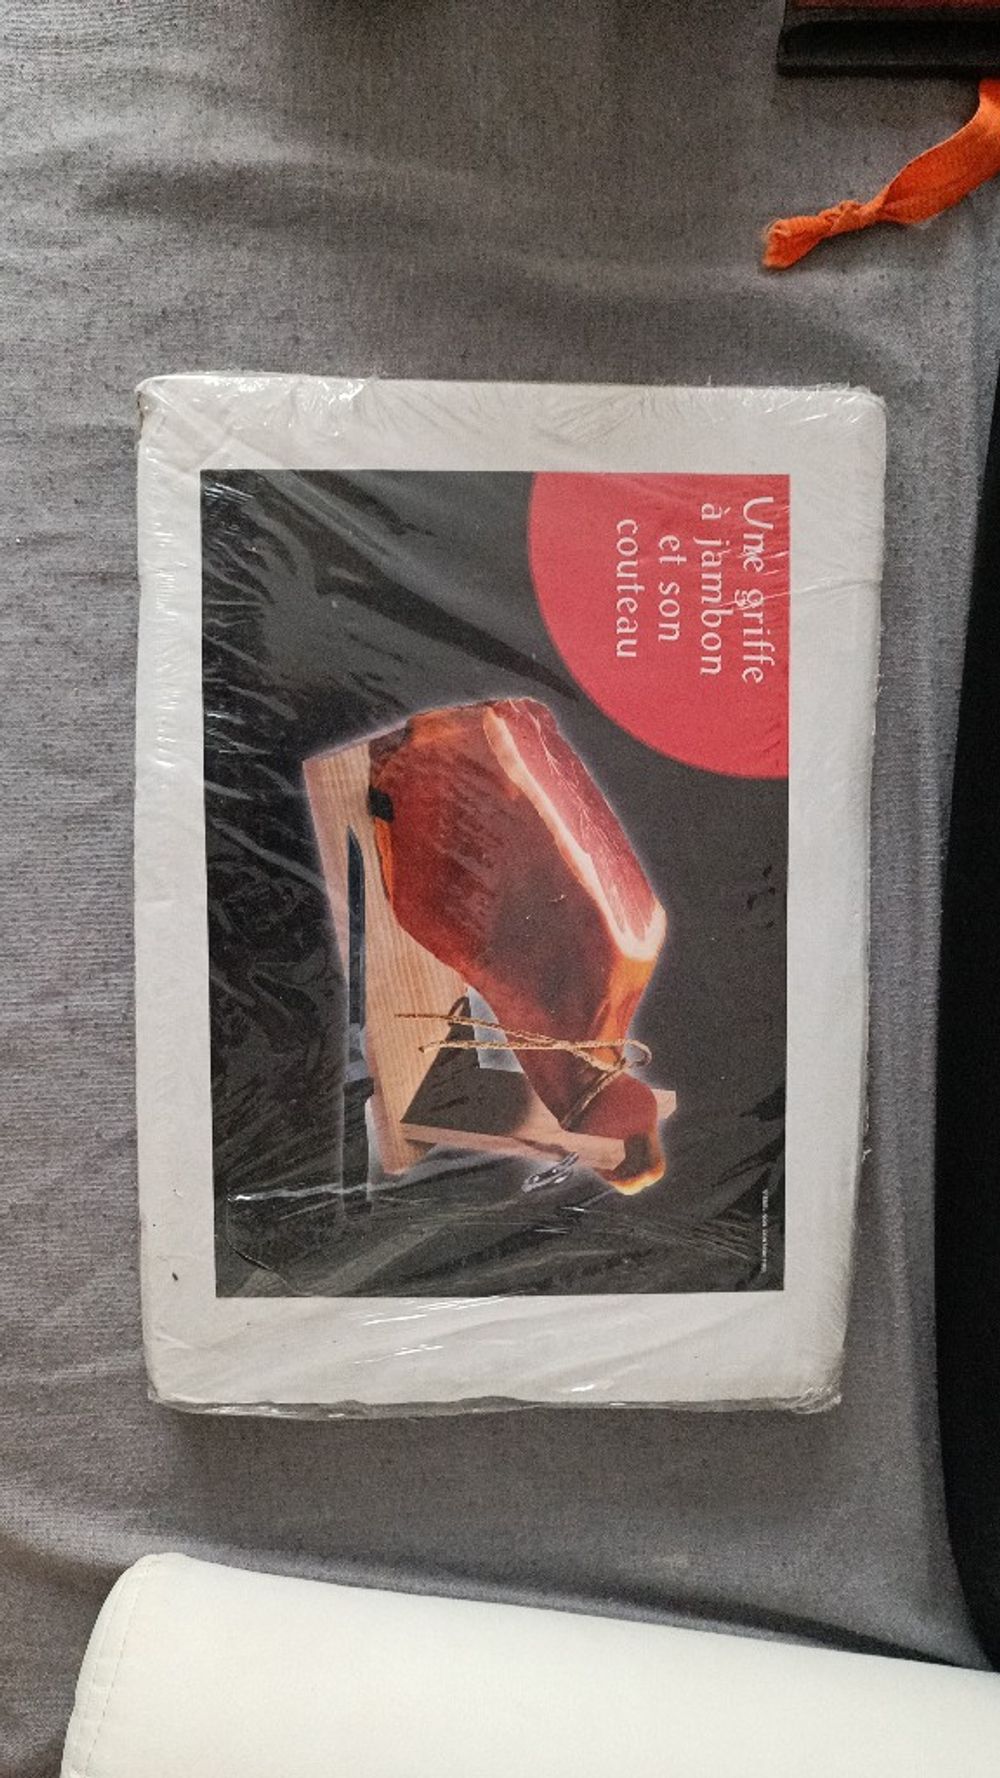 Une griffe
à jambon
et son
couteau